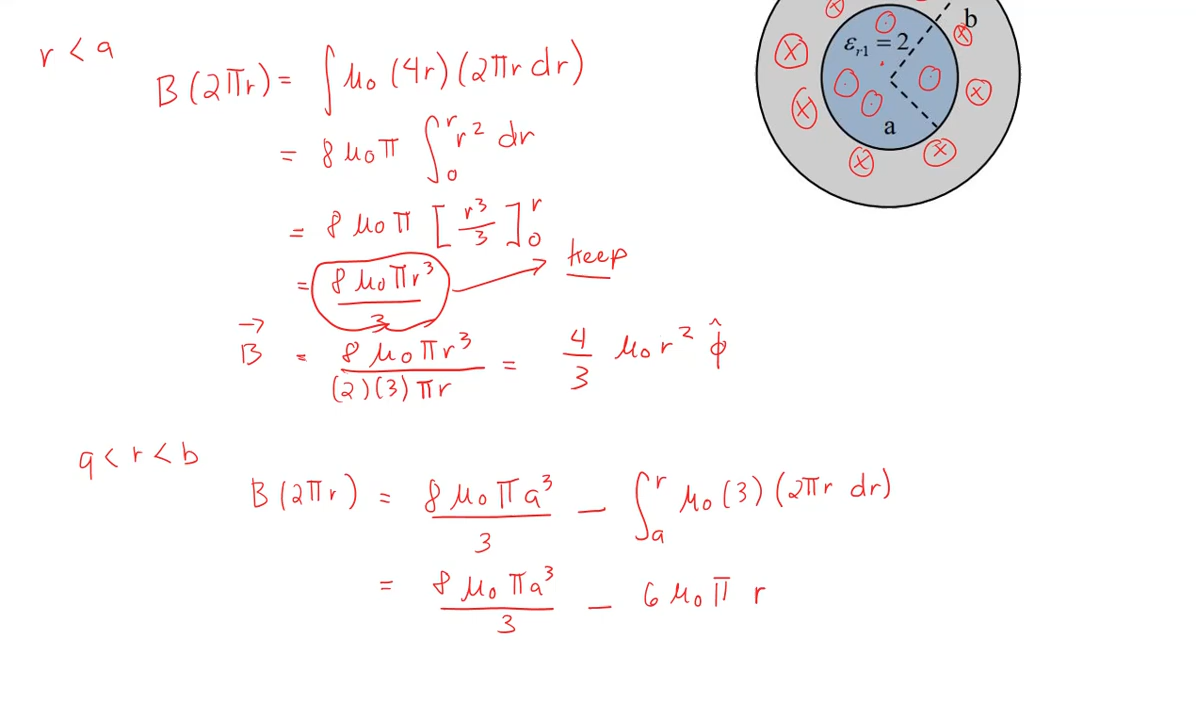 r < a
B (2πr) = ∫ μ₀ (4r) (2πr dr)
= 8 μ₀ π ∫₀ʳ r² dr
= 8 μ₀ π [ r³/3 ]₀ʳ
= 8 μ₀ π r³ / 3 → keep
B⃗ = 8 μ₀ π r³ / (2)(3) π r = 4/3 μ₀ r² φ̂
a < r < b
B (2πr) = 8 μ₀ π a³ / 3 − ∫ₐʳ μ₀ (3) (2πr dr)
= 8 μ₀ π a³ / 3 − 6 μ₀ π r
b
εr1 = 2
a